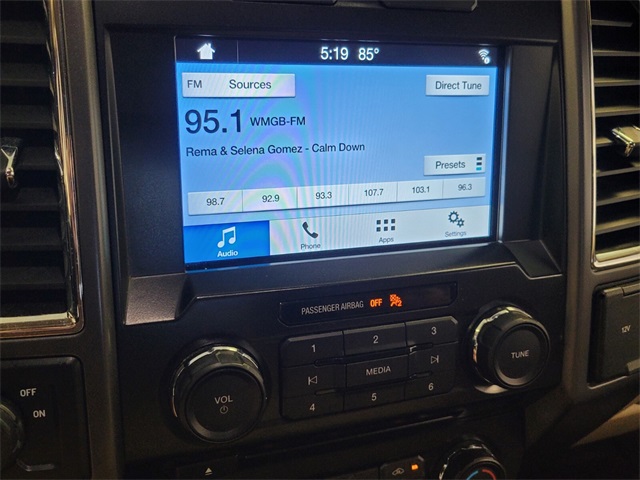 5:19 85°
FM Sources Direct Tune
95.1 WMGB-FM
Rema & Selena Gomez - Calm Down
Presets
98.7 92.9 93.3 107.7 103.1 96.3
Audio Phone Apps Settings
PASSENGER AIRBAG OFF
1 2 3
MEDIA
4 5 6
VOL
TUNE
OFF
ON
12V